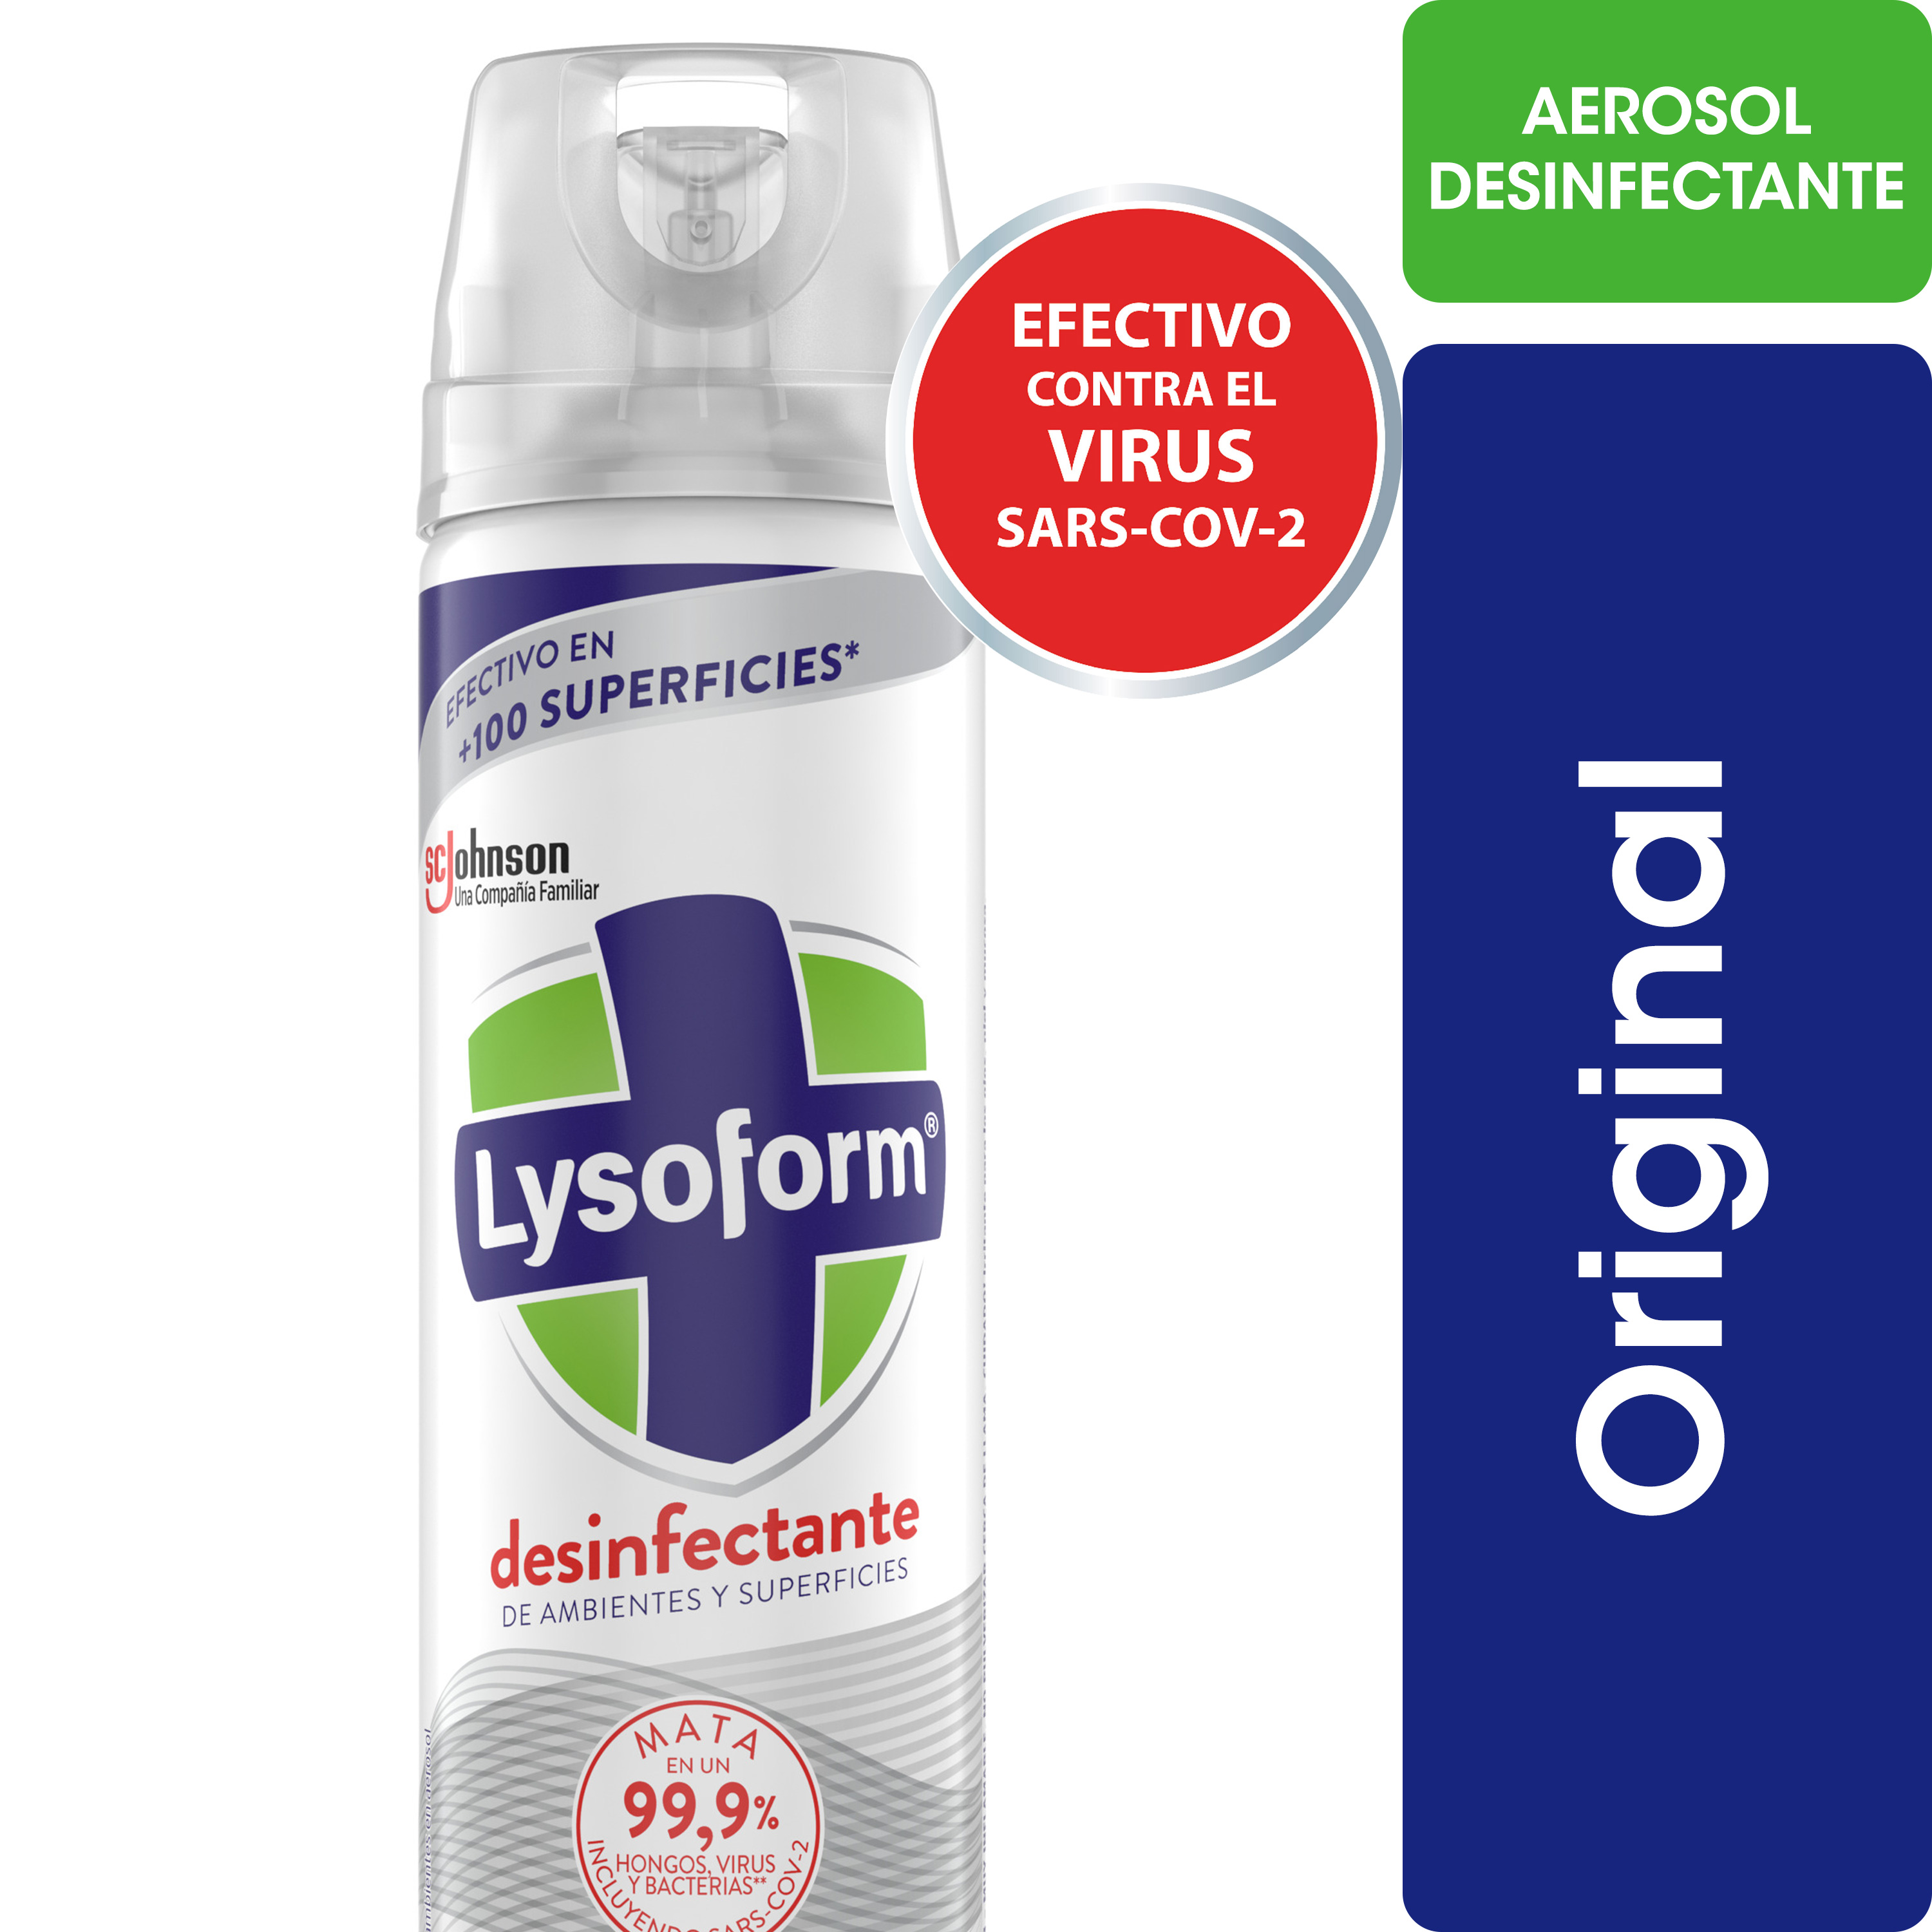 AEROSOL
DESINFECTANTE
EFECTIVO
CONTRA EL
VIRUS
SARS-COV-2
Original
EFECTIVO EN
+100 SUPERFICIES*
scJohnson
Una Compañía Familiar
Lysoform®
desinfectante
DE AMBIENTES Y SUPERFICIES
MATA
EN UN
99,9%
HONGOS, VIRUS
Y BACTERIAS**
INCLUYENDO SARS-COV-2